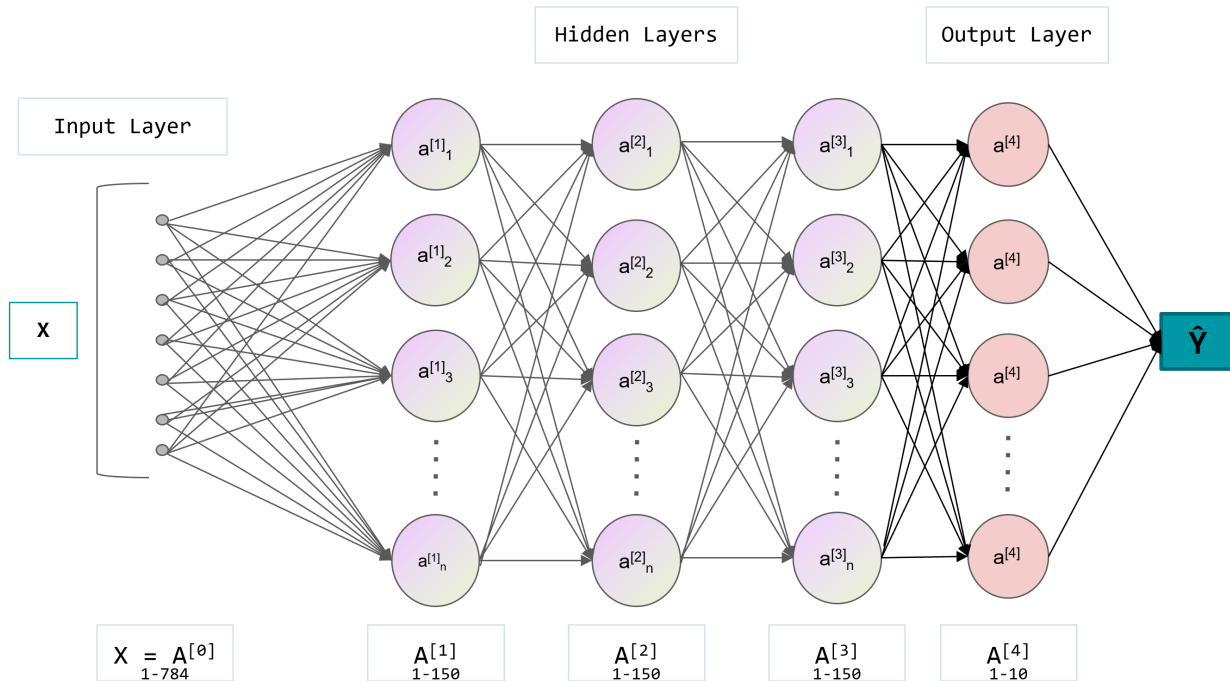 Hidden Layers
Output Layer
Input Layer
a[1]1
a[2]1
a[3]1
a[4]
a[1]2
a[2]2
a[3]2
a[4]
X
Ŷ
a[1]3
a[2]3
a[3]3
a[4]
a[1]n
a[2]n
a[3]n
a[4]
X = A[0]
1-784
A[1]
1-150
A[2]
1-150
A[3]
1-150
A[4]
1-10